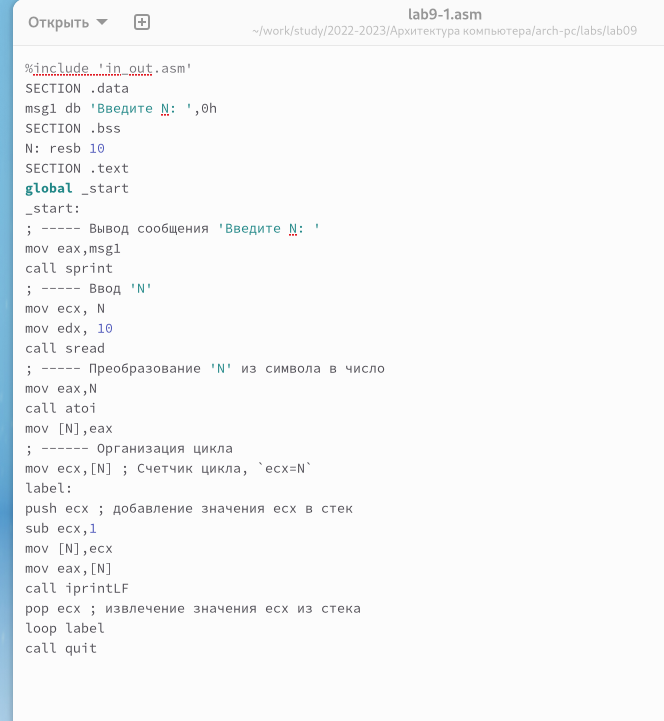 Открыть
lab9-1.asm
~/work/study/2022-2023/Архитектура компьютера/arch-pc/labs/lab09
%include 'in_out.asm'
SECTION .data
msg1 db 'Введите N: ',0h
SECTION .bss
N: resb 10
SECTION .text
global _start
_start:
; ----- Вывод сообщения 'Введите N: '
mov eax,msg1
call sprint
; ----- Ввод 'N'
mov ecx, N
mov edx, 10
call sread
; ----- Преобразование 'N' из символа в число
mov eax,N
call atoi
mov [N],eax
; ------ Организация цикла
mov ecx,[N] ; Счетчик цикла, `ecx=N`
label:
push ecx ; добавление значения ecx в стек
sub ecx,1
mov [N],ecx
mov eax,[N]
call iprintLF
pop ecx ; извлечение значения ecx из стека
loop label
call quit